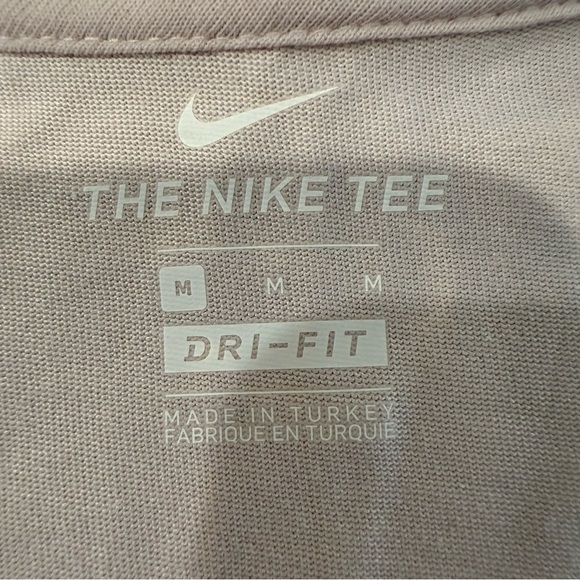 THE NIKE TEE
M M M
DRI-FIT
MADE IN TURKEY
FABRIQUE EN TURQUIE